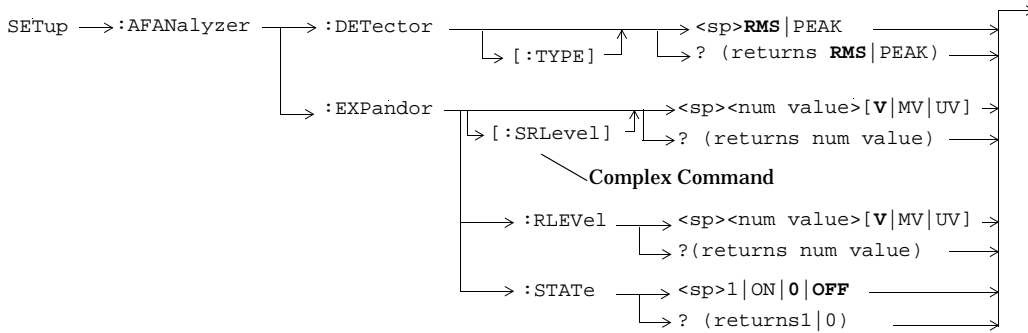 SETup :AFANalyzer :DETector <sp>RMS|PEAK
[:TYPE] ? (returns RMS|PEAK)
:EXPandor <sp><num value>[V|MV|UV]
[:SRLevel] ? (returns num value)
Complex Command
:RLEVel <sp><num value>[V|MV|UV]
?(returns num value)
:STATe <sp>1|ON|0|OFF
? (returns1|0)